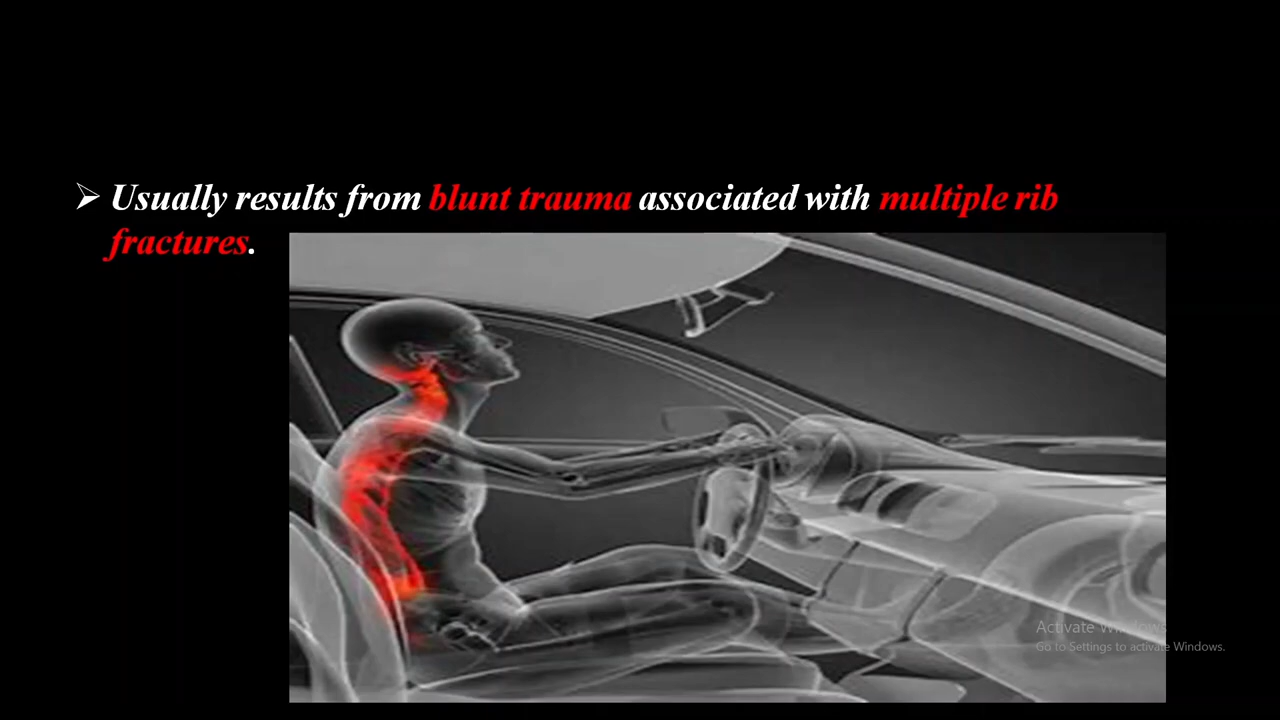 Usually results from blunt trauma associated with multiple rib
fractures.
Activate Windows
Go to Settings to activate Windows.